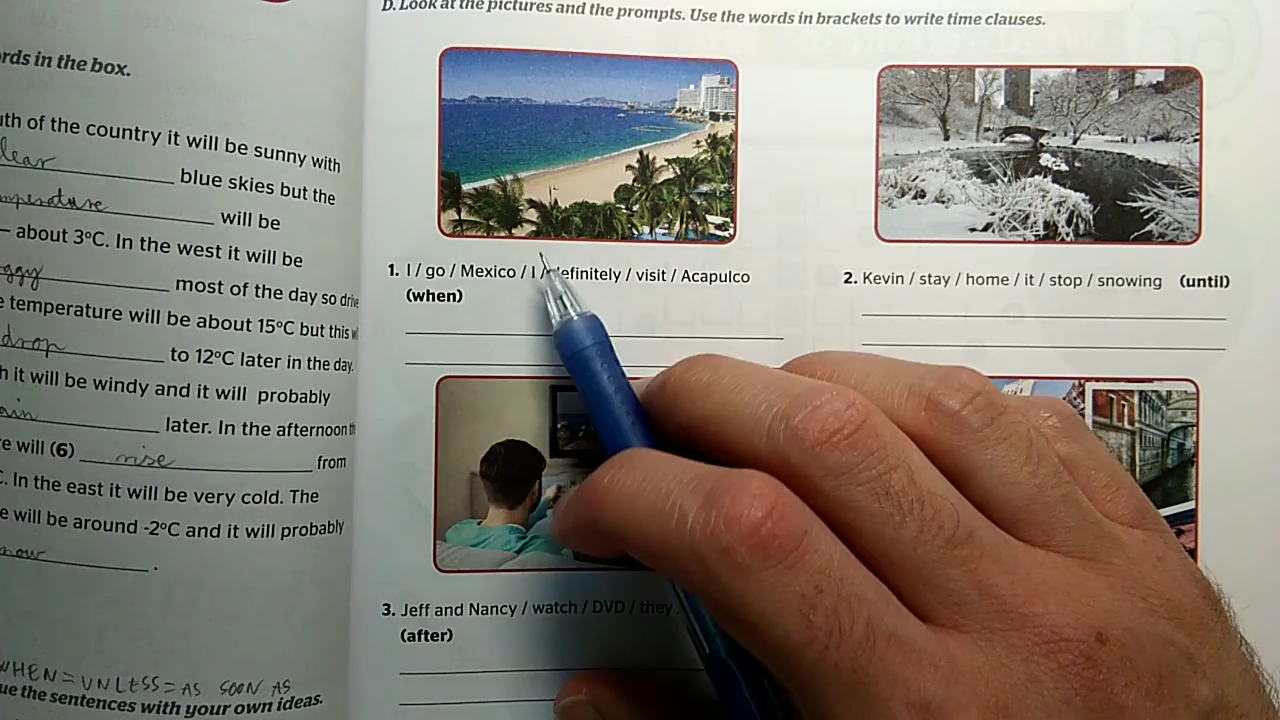 rds in the box.
uth of the country it will be sunny with
lear blue skies but the
mperature will be
about 3°C. In the west it will be
ggy most of the day so drive
temperature will be about 15°C but this
drop to 12°C later in the day.
h it will be windy and it will probably
ain later. In the afternoon
re will (6) rise from
C. In the east it will be very cold. The
e will be around -2°C and it will probably
now .
WHEN = UNLESS = AS SOON AS
ue the sentences with your own ideas.
D. Look at the pictures and the prompts. Use the words in brackets to write time clauses.
1. I / go / Mexico / I / definitely / visit / Acapulco
(when)
2. Kevin / stay / home / it / stop / snowing (until)
3. Jeff and Nancy / watch / DVD / they
(after)